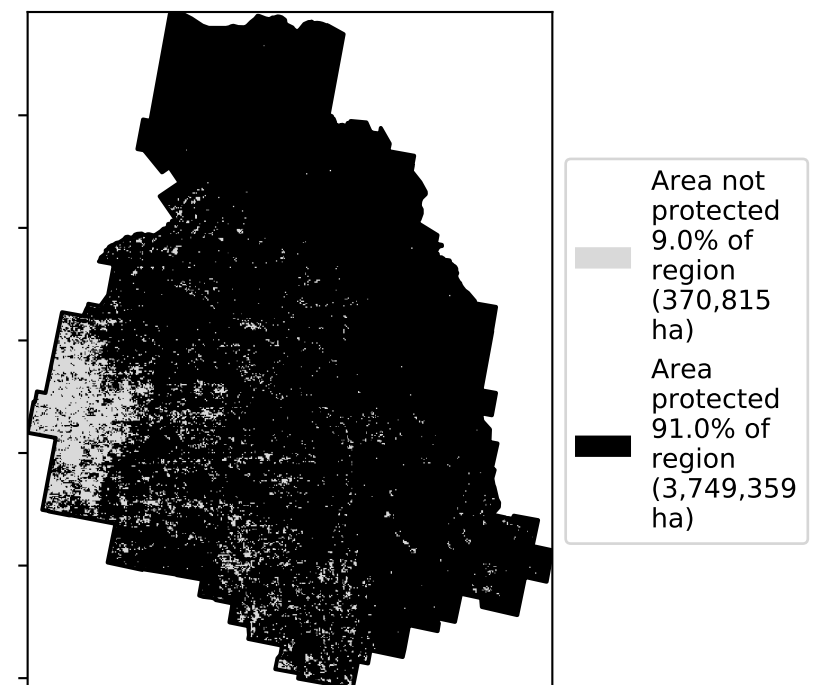 Area not
protected
9.0% of
region
(370,815
ha)
Area
protected
91.0% of
region
(3,749,359
ha)